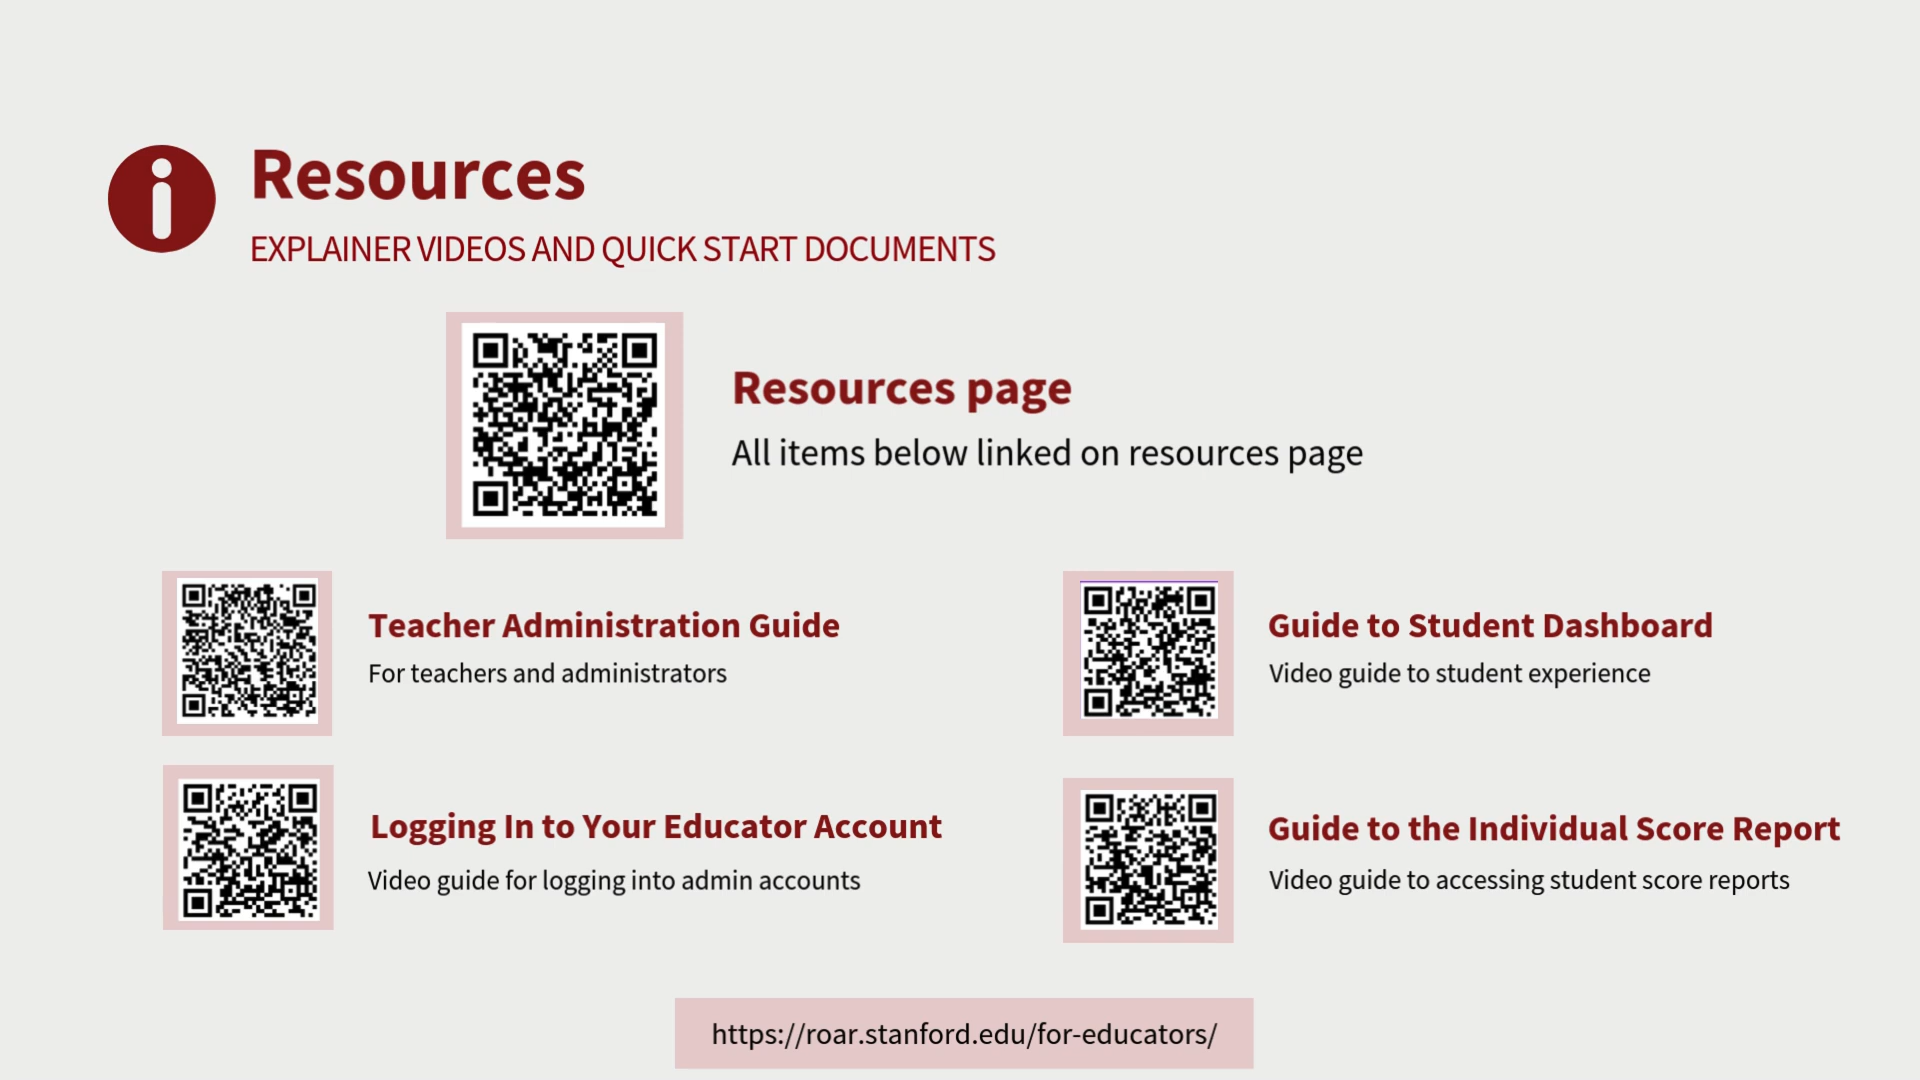 Resources
EXPLAINER VIDEOS AND QUICK START DOCUMENTS
Resources page
All items below linked on resources page
Teacher Administration Guide
For teachers and administrators
Guide to Student Dashboard
Video guide to student experience
Logging In to Your Educator Account
Video guide for logging into admin accounts
Guide to the Individual Score Report
Video guide to accessing student score reports
https://roar.stanford.edu/for-educators/